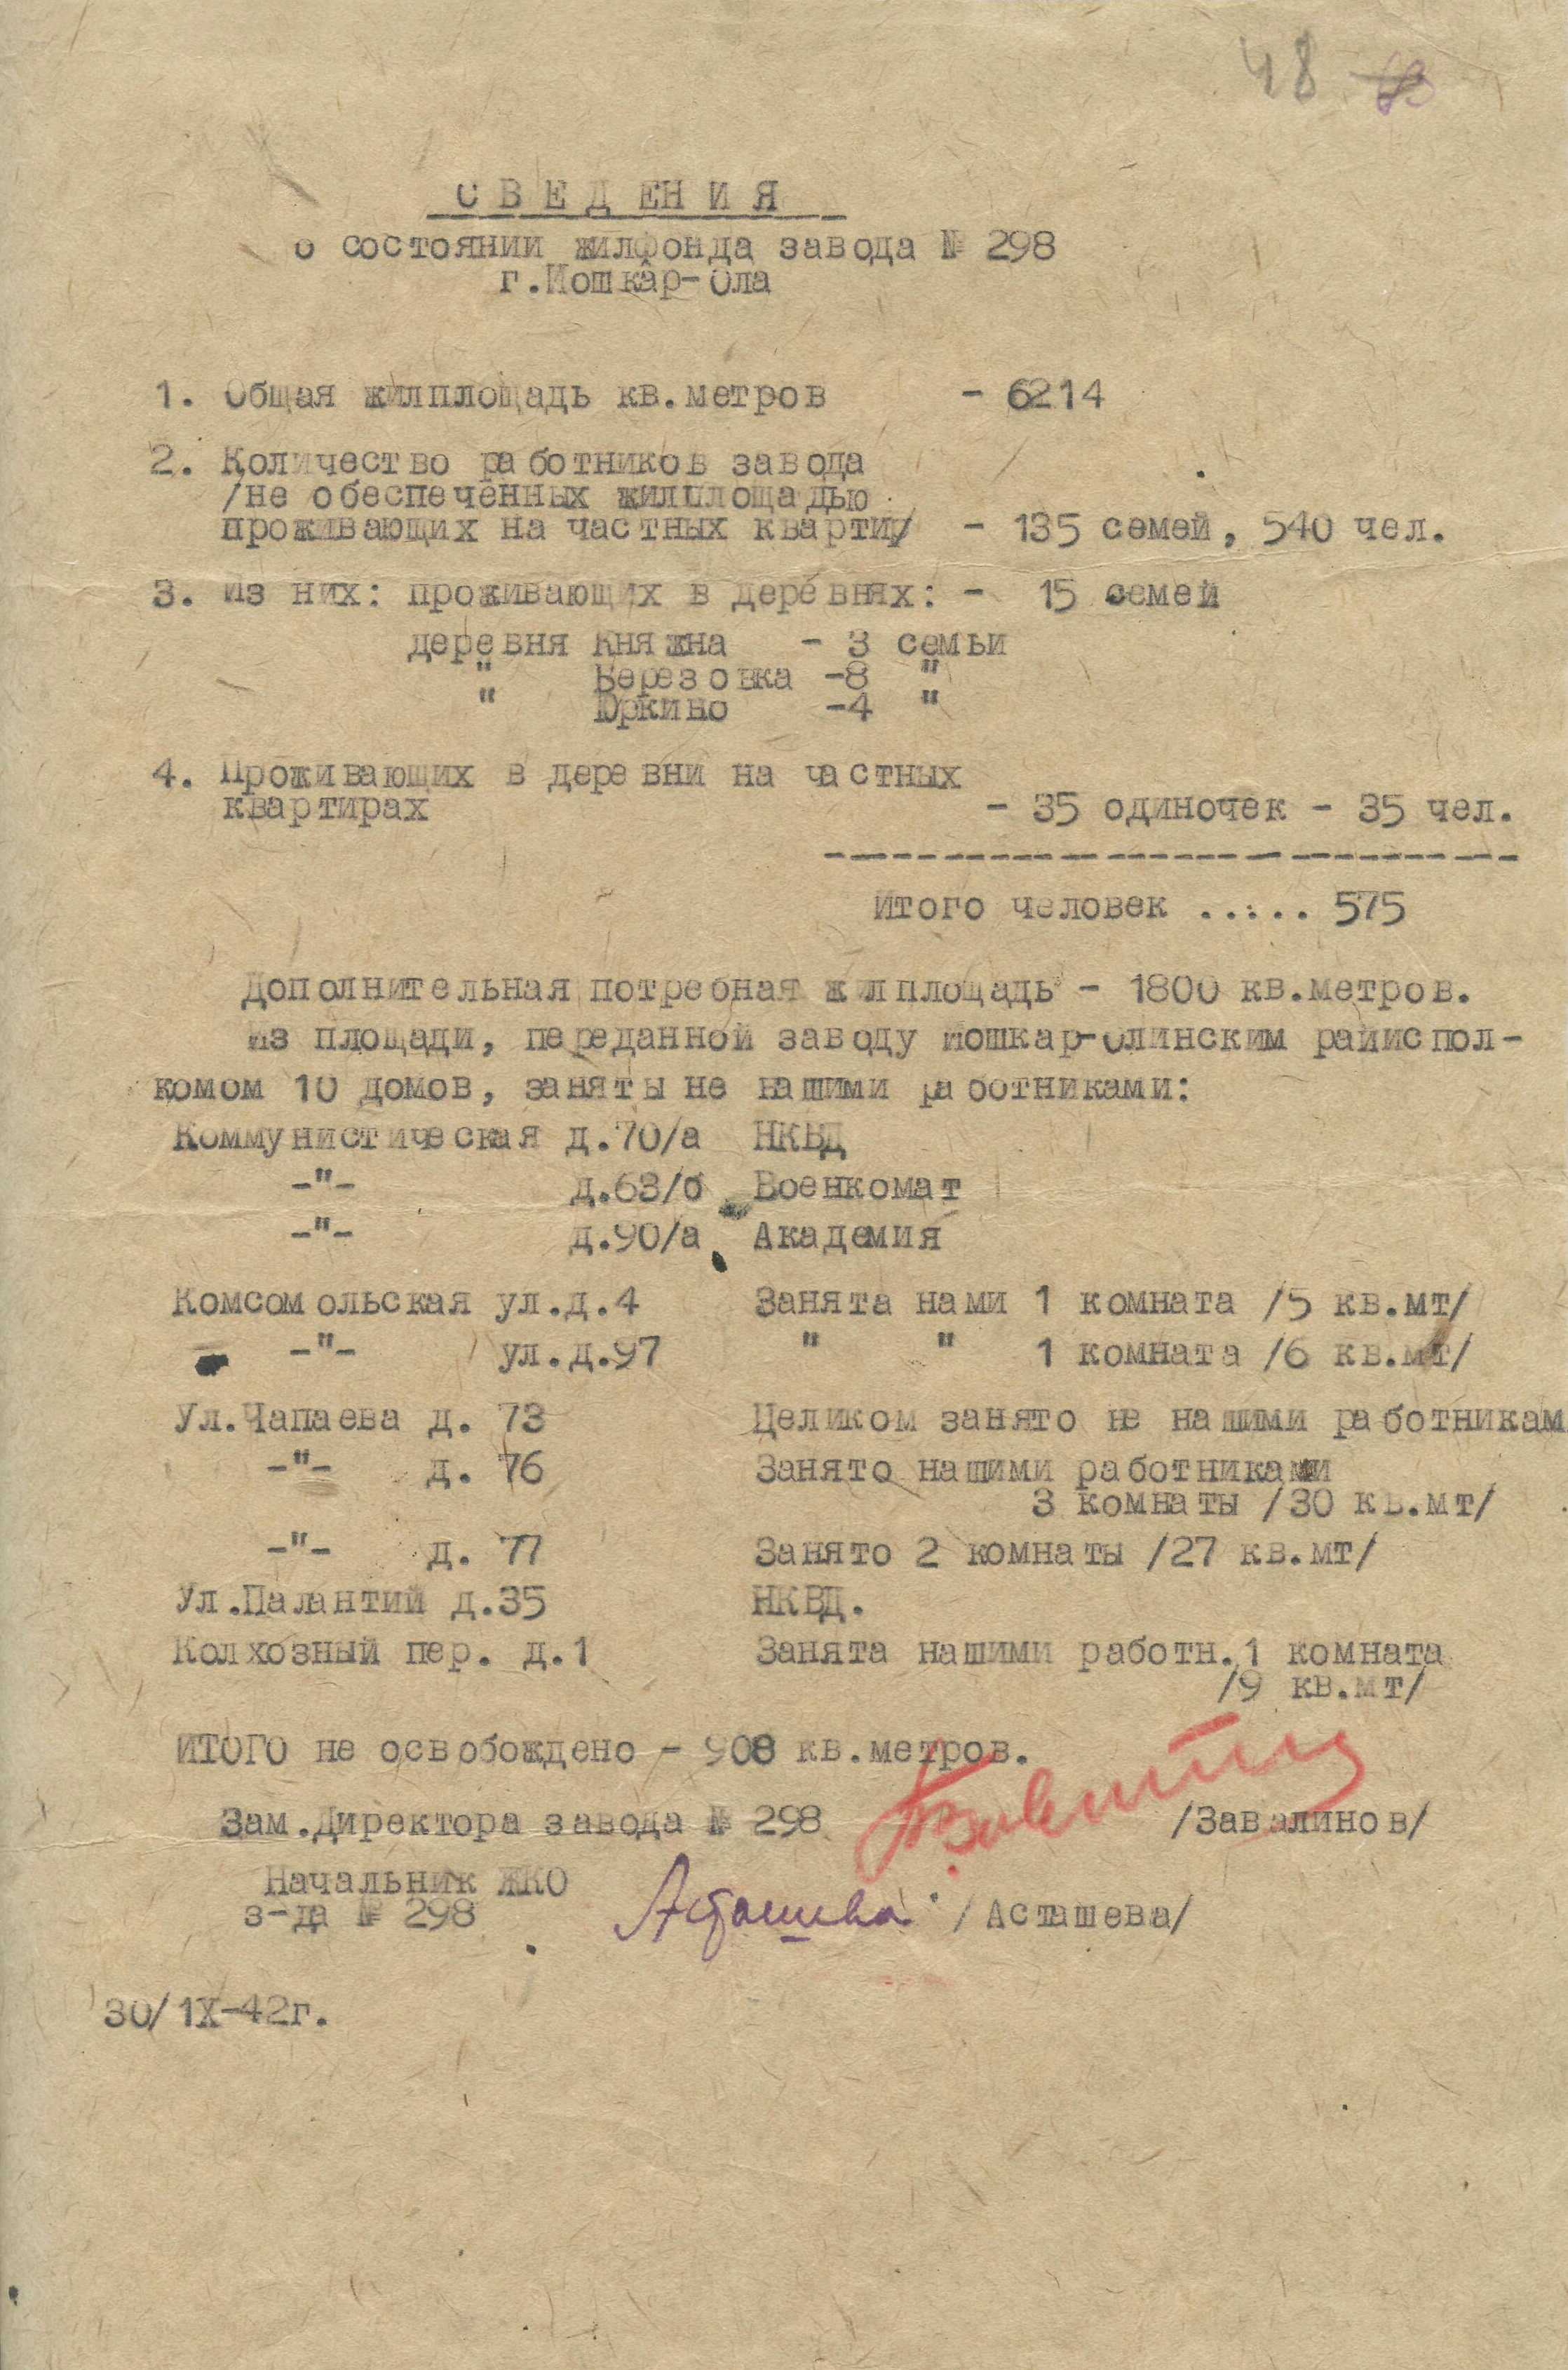 48
С В Е Д ЕН И Я
о состоянии жилфонда завода № 298
г.Йошкар-Ола
1. Общая жилплощадь кв.метров - 6214
2. Количество работников завода
/не обеспеченных жилплощадью
проживающих на частных кварти/ - 135 семей, 540 чел.
3. Из них: проживающих в деревнях: - 15 семей
деревня Княжна - 3 семьи
" Березовка -8 "
" Юркино -4 "
4. Проживающих в деревни на частных
квартирах - 35 одиночек - 35 чел.
Итого человек ..... 575
Дополнительная потребная жилплощадь - 1800 кв.метров.
Из площади, переданной заводу Йошкар-Олинским райиспол-
комом 10 домов, заняты не нашими работниками:
Коммунистическая д.70/а НКВД
-"- д.63/б Военкомат
-"- д.90/а Академия
Комсомольская ул.д.4 Занята нами 1 комната /5 кв.мт/
-"- ул.д.97 " " 1 комната /6 кв.мт/
Ул.Чапаева д. 73 Целиком занято не нашими работникам
-"- д. 76 Занято нашими работниками
3 комнаты /30 кв.мт/
-"- д. 77 Занято 2 комнаты /27 кв.мт/
Ул.Палантий д.35 НКВД.
Колхозный пер. д.1 Занята нашими работн.1 комната
/9 кв.мт/
ИТОГО не освобождено - 908 кв.метров.
Зам.Директора завода № 298 /Завалинов/
Начальник ЖКО
з-да № 298 Асташева /Асташева/
30/1Х-42г.